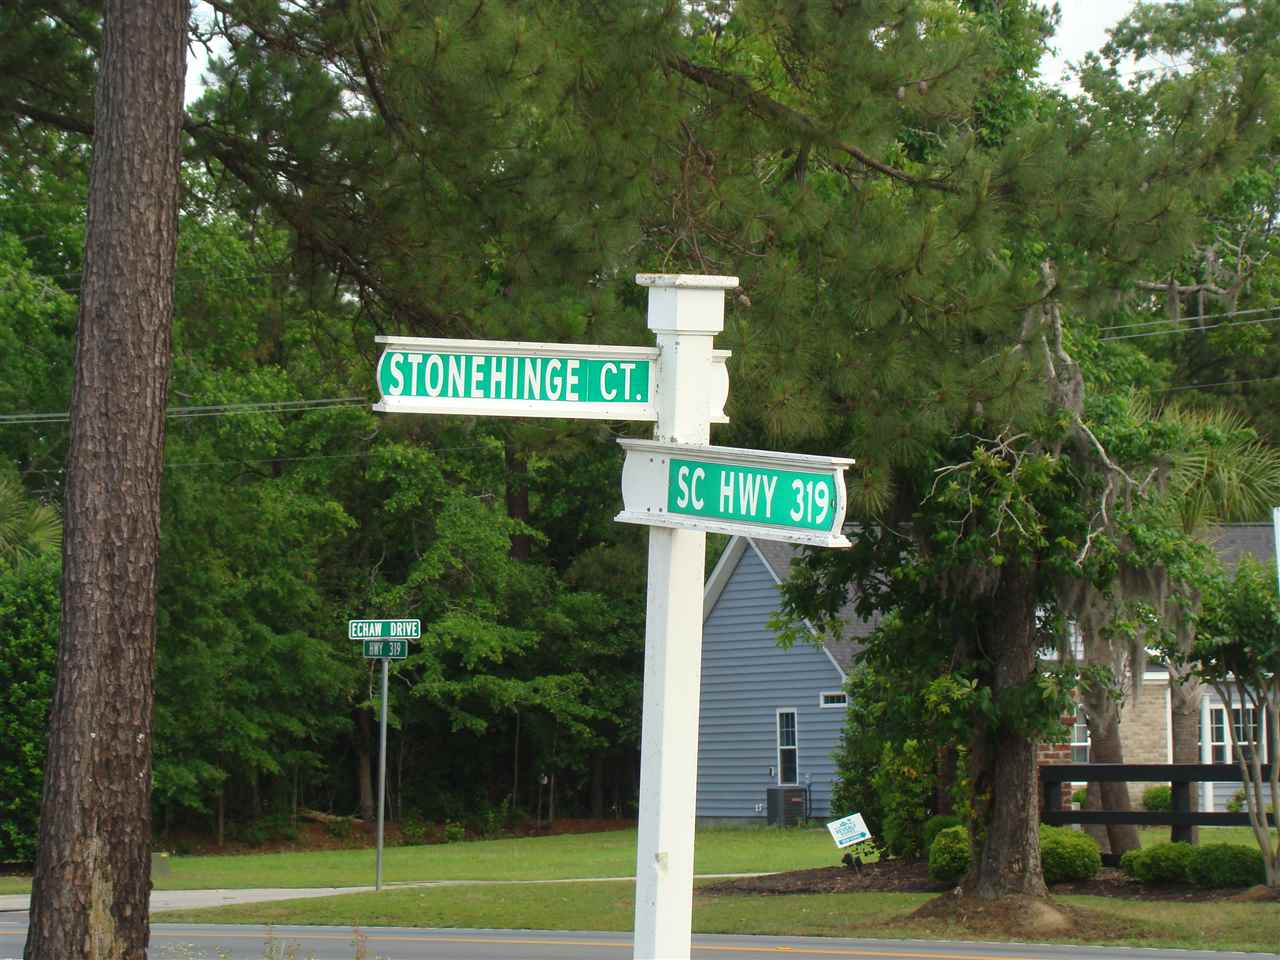 STONEHINGE CT.
SC HWY 319
ECHAW DRIVE
HWY 319